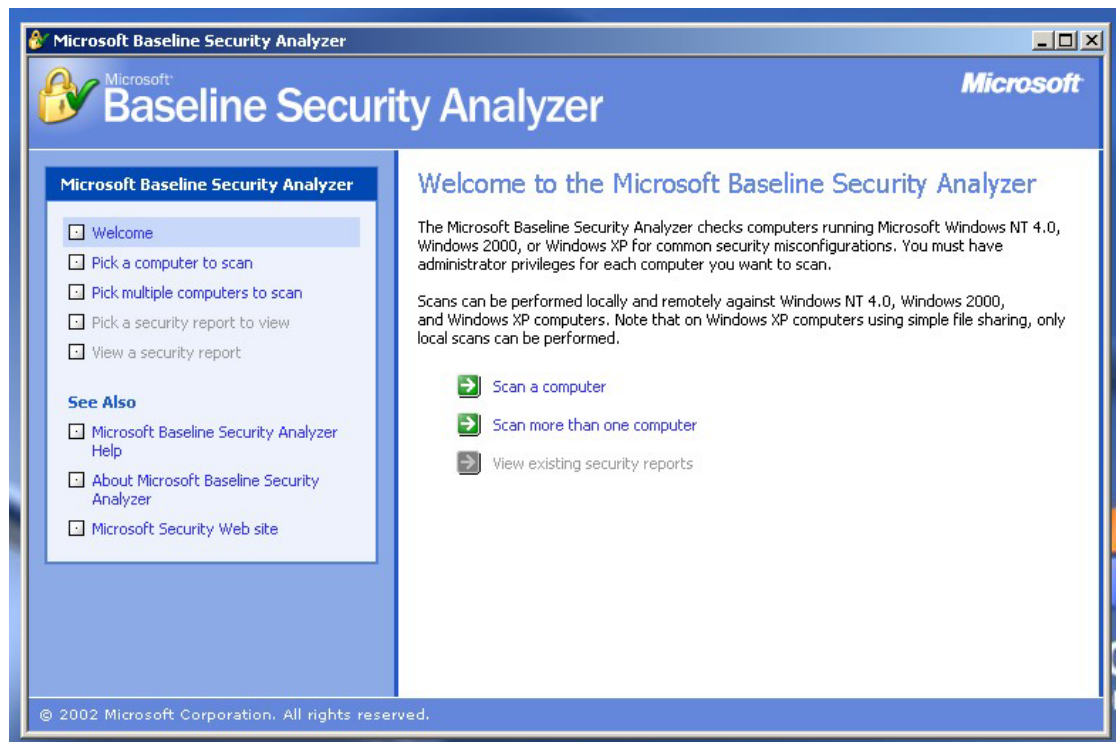 Microsoft Baseline Security Analyzer
Microsoft
Baseline Security Analyzer
Microsoft
Microsoft Baseline Security Analyzer
Welcome
Pick a computer to scan
Pick multiple computers to scan
Pick a security report to view
View a security report
See Also
Microsoft Baseline Security Analyzer
Help
About Microsoft Baseline Security
Analyzer
Microsoft Security Web site
Welcome to the Microsoft Baseline Security Analyzer
The Microsoft Baseline Security Analyzer checks computers running Microsoft Windows NT 4.0,
Windows 2000, or Windows XP for common security misconfigurations. You must have
administrator privileges for each computer you want to scan.
Scans can be performed locally and remotely against Windows NT 4.0, Windows 2000,
and Windows XP computers. Note that on Windows XP computers using simple file sharing, only
local scans can be performed.
Scan a computer
Scan more than one computer
View existing security reports
© 2002 Microsoft Corporation. All rights reserved.